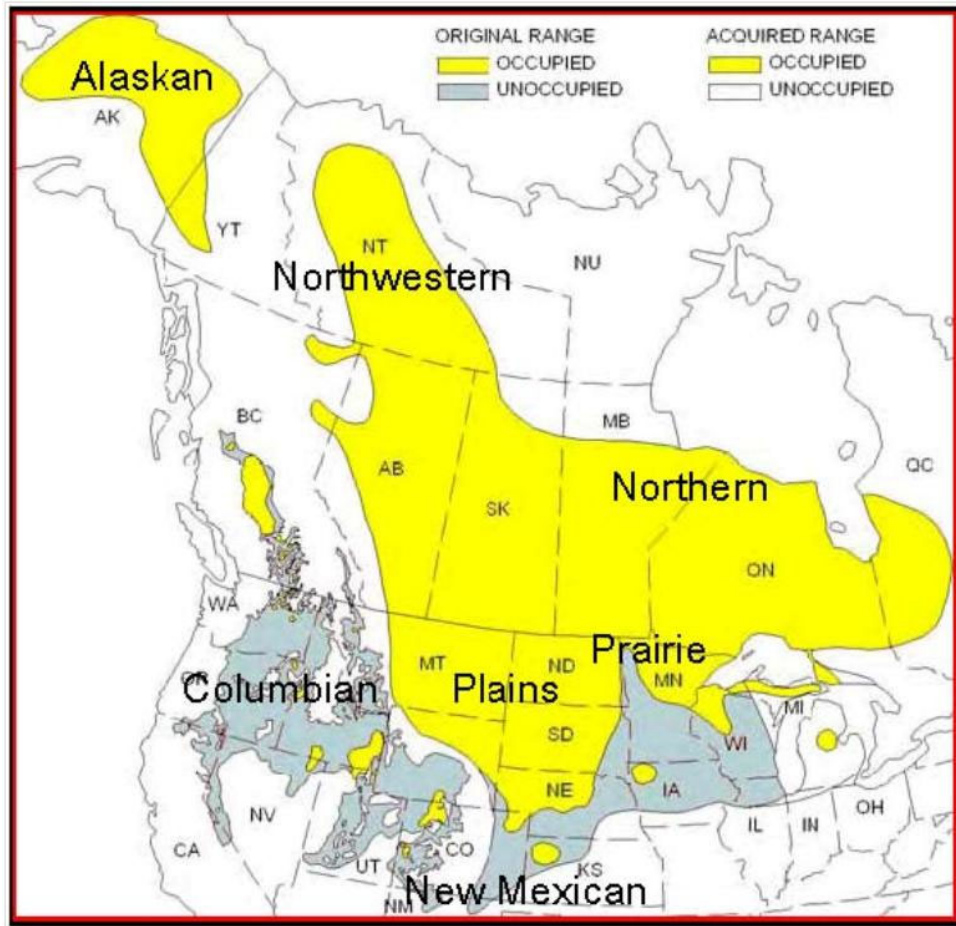 ORIGINAL RANGE
OCCUPIED
UNOCCUPIED
ACQUIRED RANGE
OCCUPIED
UNOCCUPIED
Alaskan
AK
YT
NT
Northwestern
NU
BC
MB
AB
Northern
QC
SK
ON
WA
Prairie
MT
ND
MN
Columbian
Plains
MI
SD
WI
NE
IA
NV
OH
IL
IN
CA
CO
UT
KS
New Mexican
NM